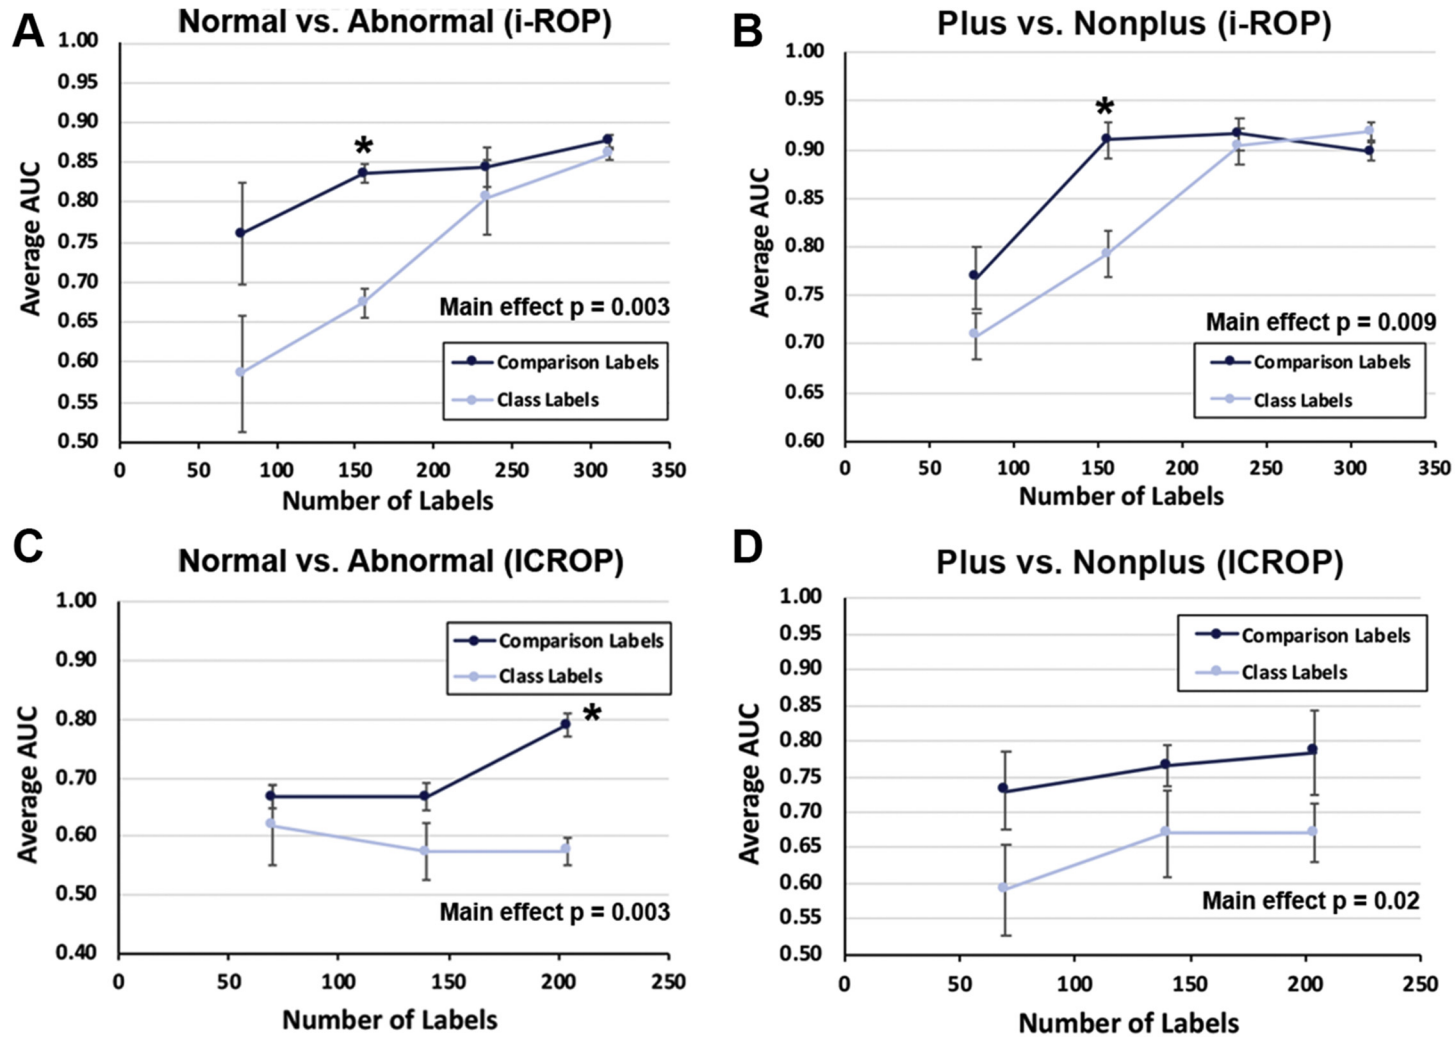 A
Normal vs. Abnormal (i-ROP)
1.00
0.95
0.90
0.85
0.80
0.75
0.70
0.65
0.60
0.55
0.50
Average AUC
*
Main effect p = 0.003
Comparison Labels
Class Labels
0 50 100 150 200 250 300 350
Number of Labels
B
Plus vs. Nonplus (i-ROP)
1.00
0.95
0.90
0.85
0.80
0.75
0.70
0.65
0.60
Average AUC
*
Main effect p = 0.009
Comparison Labels
Class Labels
0 50 100 150 200 250 300 350
Number of Labels
C
Normal vs. Abnormal (ICROP)
1.00
0.90
0.80
0.70
0.60
0.50
0.40
Average AUC
Comparison Labels
Class Labels
*
Main effect p = 0.003
0 50 100 150 200 250
Number of Labels
D
Plus vs. Nonplus (ICROP)
1.00
0.95
0.90
0.85
0.80
0.75
0.70
0.65
0.60
0.55
0.50
Average AUC
Comparison Labels
Class Labels
Main effect p = 0.02
0 50 100 150 200 250
Number of Labels